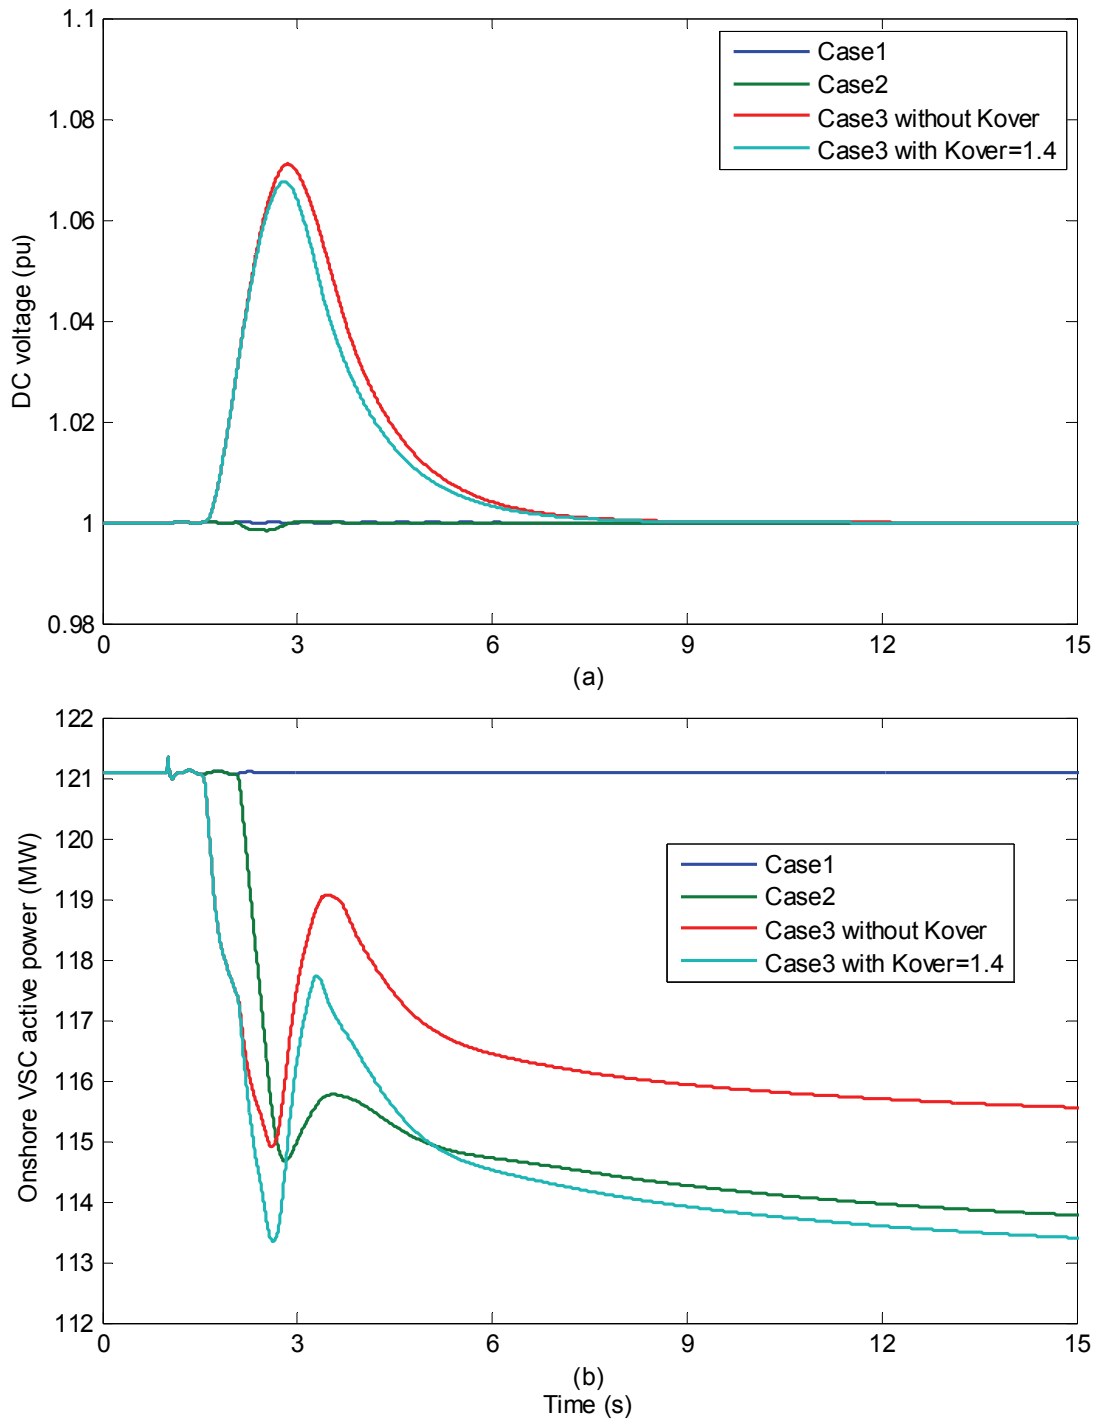 1.1
1.08
1.06
1.04
1.02
1
0.98
DC voltage (pu)
Case1
Case2
Case3 without Kover
Case3 with Kover=1.4
0
3
6
9
12
15
(a)
122
121
120
119
118
117
116
115
114
113
112
Onshore VSC active power (MW)
Case1
Case2
Case3 without Kover
Case3 with Kover=1.4
0
3
6
9
12
15
(b)
Time (s)